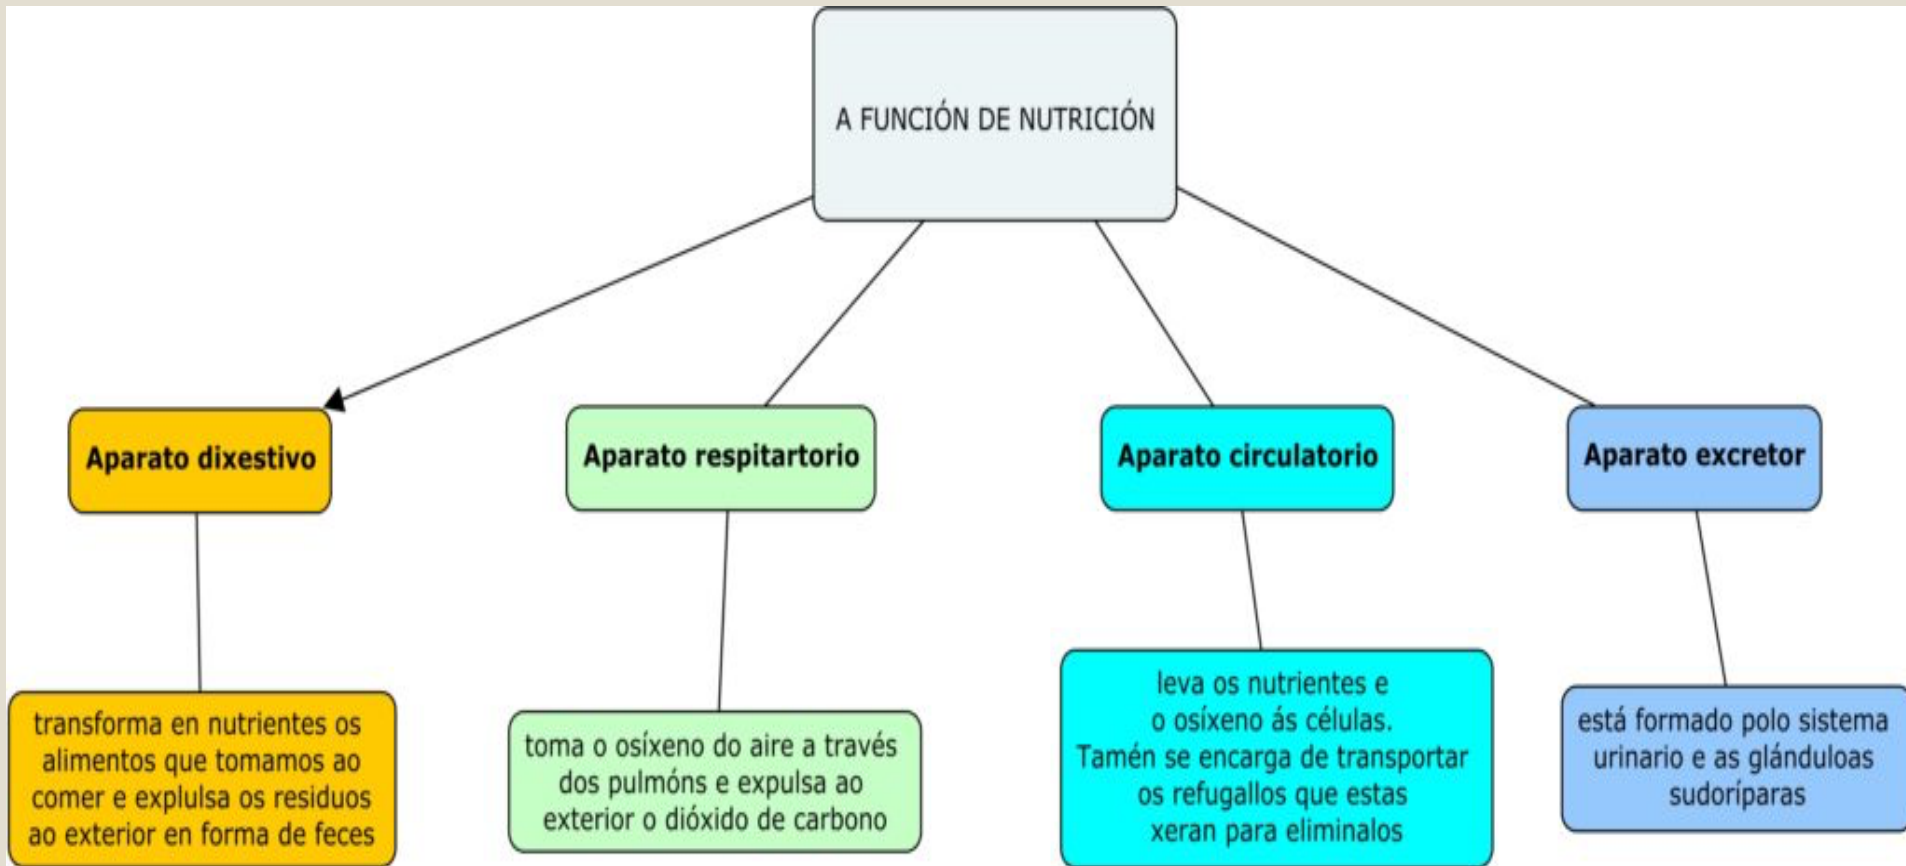 A FUNCIÓN DE NUTRICIÓN
Aparato dixestivo
Aparato respitartorio
Aparato circulatorio
Aparato excretor
transforma en nutrientes os
alimentos que tomamos ao
comer e explulsa os residuos
ao exterior en forma de feces
toma o osíxeno do aire a través
dos pulmóns e expulsa ao
exterior o dióxido de carbono
leva os nutrientes e
o osíxeno ás células.
Tamén se encarga de transportar
os refugallos que estas
xeran para eliminalos
está formado polo sistema
urinario e as glánduloas
sudoríparas